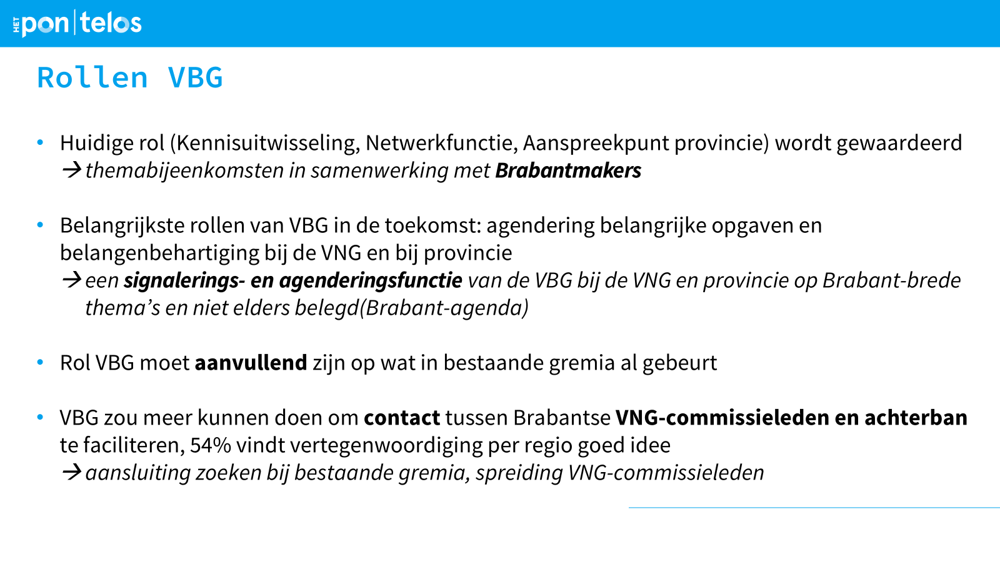 HET pon telos
Rollen VBG
• Huidige rol (Kennisuitwisseling, Netwerkfunctie, Aanspreekpunt provincie) wordt gewaardeerd
→ themabijeenkomsten in samenwerking met Brabantmakers
• Belangrijkste rollen van VBG in de toekomst: agendering belangrijke opgaven en
belangenbehartiging bij de VNG en bij provincie
→ een signalerings- en agenderingsfunctie van de VBG bij de VNG en provincie op Brabant-brede
thema’s en niet elders belegd(Brabant-agenda)
• Rol VBG moet aanvullend zijn op wat in bestaande gremia al gebeurt
• VBG zou meer kunnen doen om contact tussen Brabantse VNG-commissieleden en achterban
te faciliteren, 54% vindt vertegenwoordiging per regio goed idee
→ aansluiting zoeken bij bestaande gremia, spreiding VNG-commissieleden